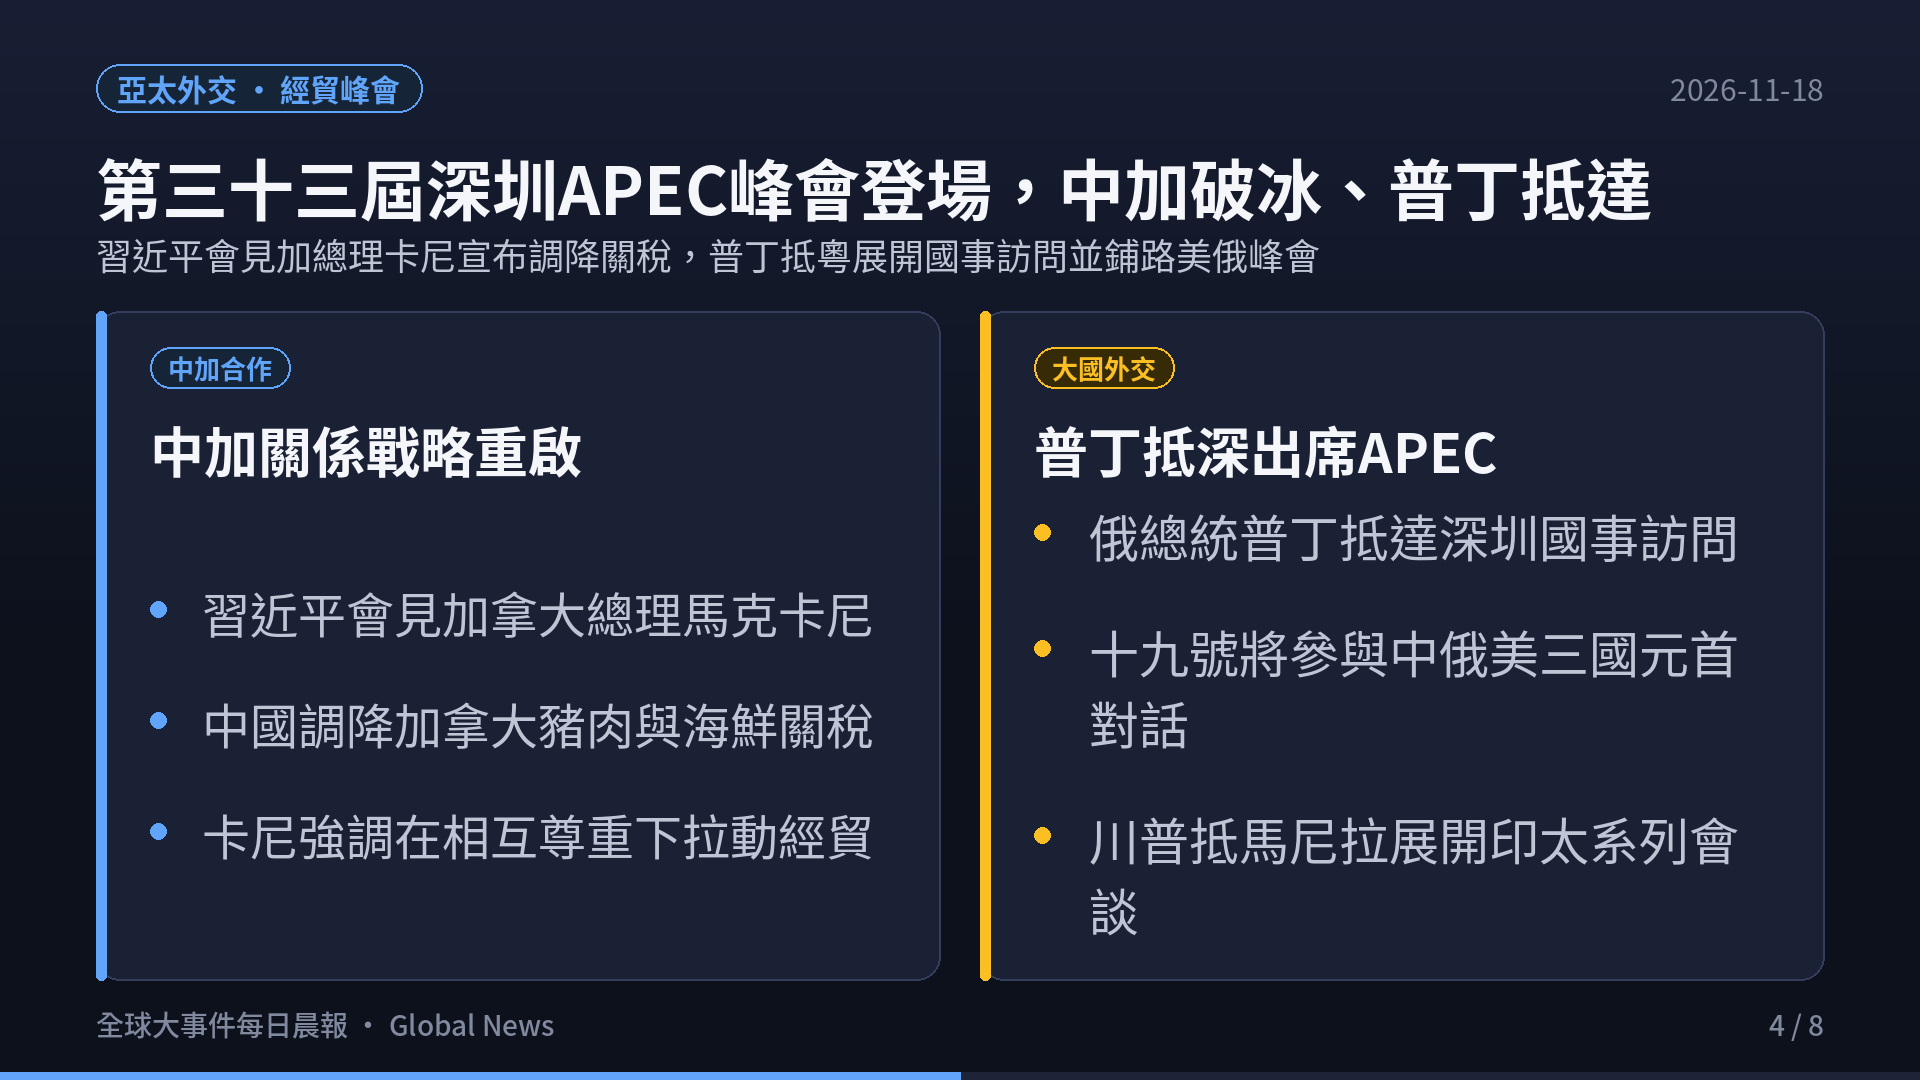 亞太外交 • 經貿峰會
2026-11-18
第三十三屆深圳APEC峰會登場，中加破冰、普丁抵達
習近平會見加總理卡尼宣布調降關稅，普丁抵粵展開國事訪問並鋪路美俄峰會
中加合作
中加關係戰略重啟
• 習近平會見加拿大總理馬克卡尼
• 中國調降加拿大豬肉與海鮮關稅
• 卡尼強調在相互尊重下拉動經貿
大國外交
普丁抵深出席APEC
• 俄總統普丁抵達深圳國事訪問
• 十九號將參與中俄美三國元首
對話
• 川普抵馬尼拉展開印太系列會
談
全球大事件每日晨報 • Global News
4 / 8